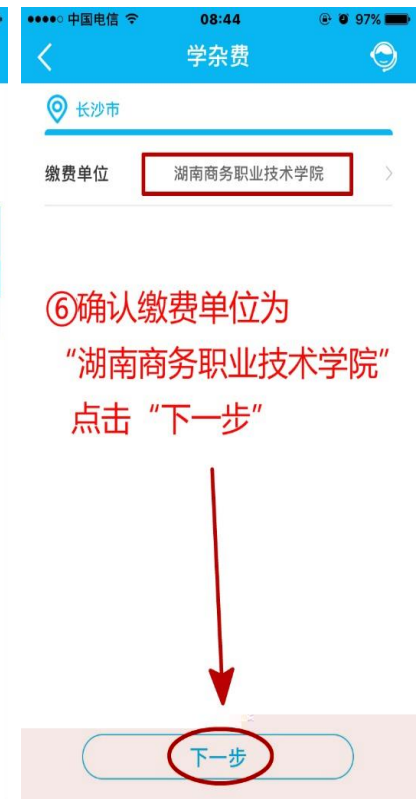 中国电信 08:44 97%
学杂费
长沙市
缴费单位 湖南商务职业技术学院
⑥确认缴费单位为
“湖南商务职业技术学院”
点击“下一步”
下一步